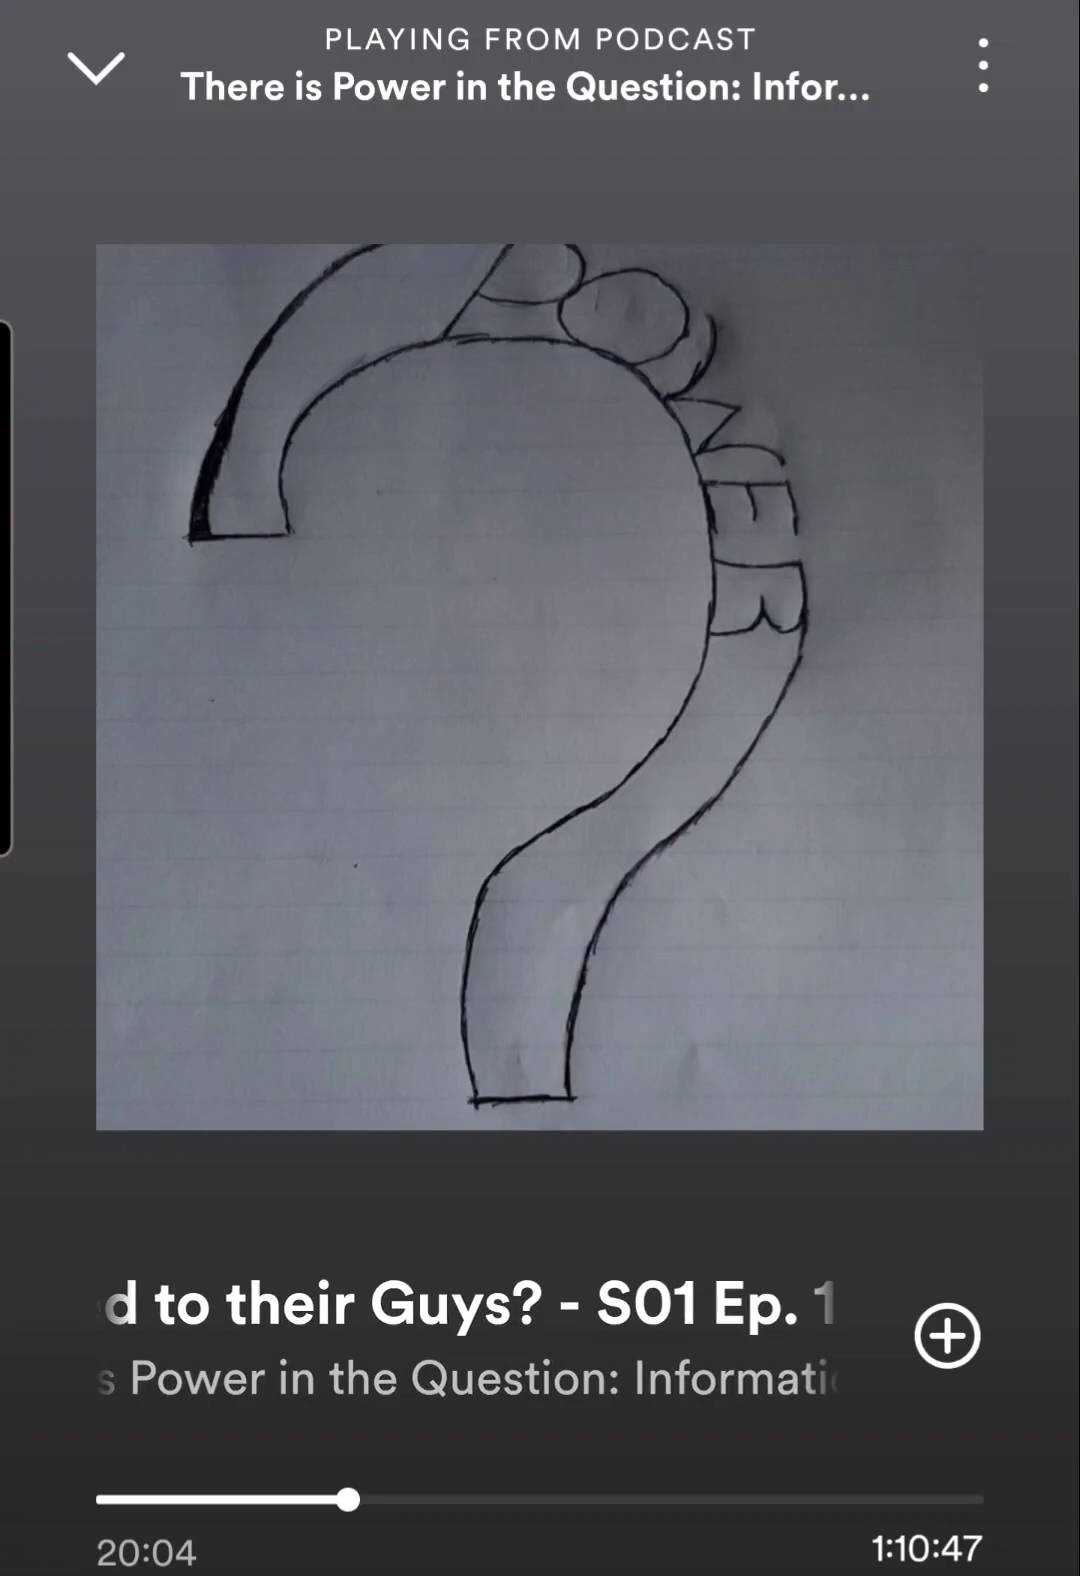 PLAYING FROM PODCAST
There is Power in the Question: Infor...
POWER
d to their Guys? - S01 Ep. 1
s Power in the Question: Informati
20:04
1:10:47